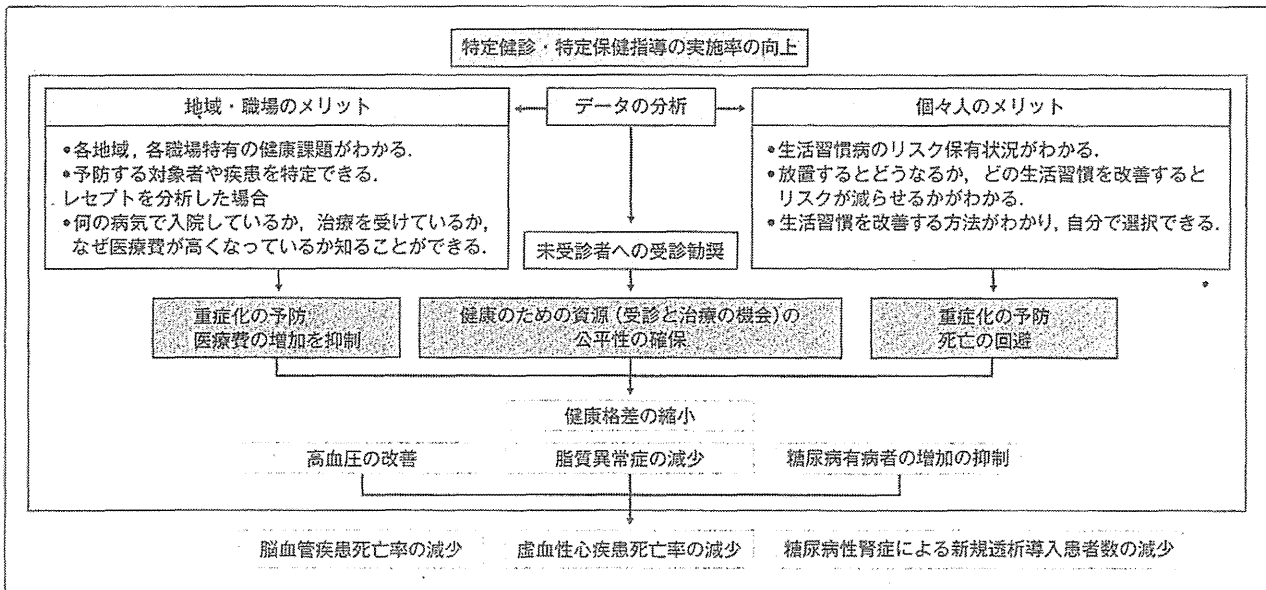 特定健診・特定保健指導の実施率の向上
地域・職場のメリット
データの分析
個々人のメリット
•各地域，各職場特有の健康課題がわかる．
•予防する対象者や疾患を特定できる．
レセプトを分析した場合
•何の病気で入院しているか，治療を受けているか，
なぜ医療費が高くなっているか知ることができる．
•生活習慣病のリスク保有状況がわかる．
•放置するとどうなるか，どの生活習慣を改善すると
リスクが減らせるかがわかる．
•生活習慣を改善する方法がわかり，自分で選択できる．
未受診者への受診勧奨
重症化の予防
医療費の増加を抑制
健康のための資源（受診と治療の機会）の
公平性の確保
重症化の予防
死亡の回避
健康格差の縮小
高血圧の改善
脂質異常症の減少
糖尿病有病者の増加の抑制
脳血管疾患死亡率の減少
虚血性心疾患死亡率の減少
糖尿病性腎症による新規透析導入患者数の減少